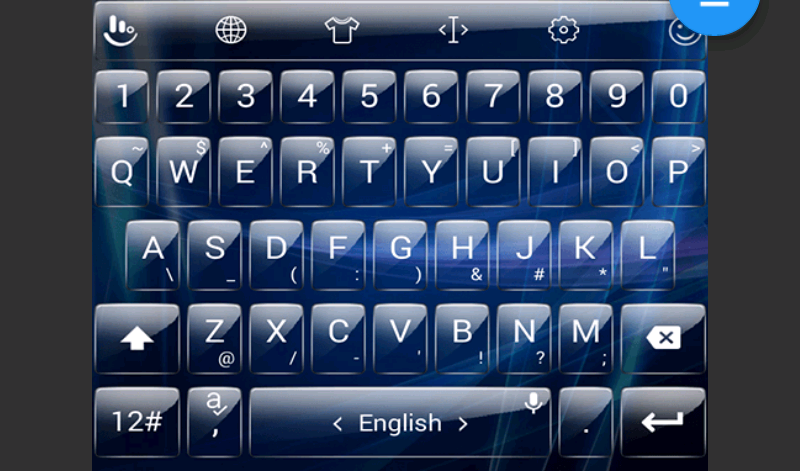 1 2 3 4 5 6 7 8 9 0
~ $ ^ % + = [ ] < >
Q W E R T Y U I O P
A S D F G H J K L
\ _ ( : ) & # * "
Z X C V B N M
@ / - ' ! ? ;
12# a , < English > .